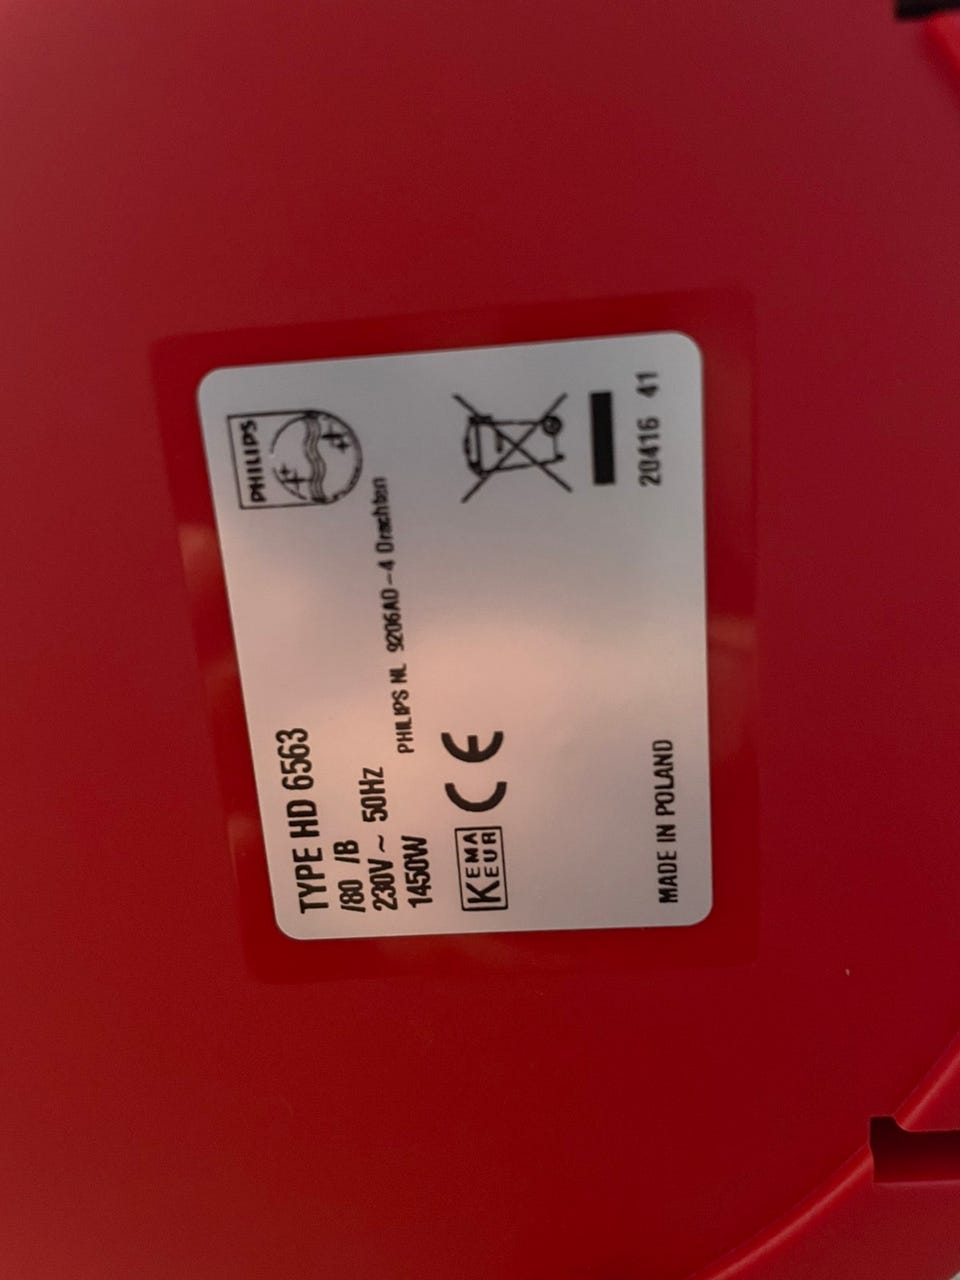 TYPE HD 6563
/80 /B
230V ~ 50Hz
1450W
PHILIPS
PHILIPS NL 9206AD-4 Drachten
KEMA
KEUR
CE
MADE IN POLAND
20416 41